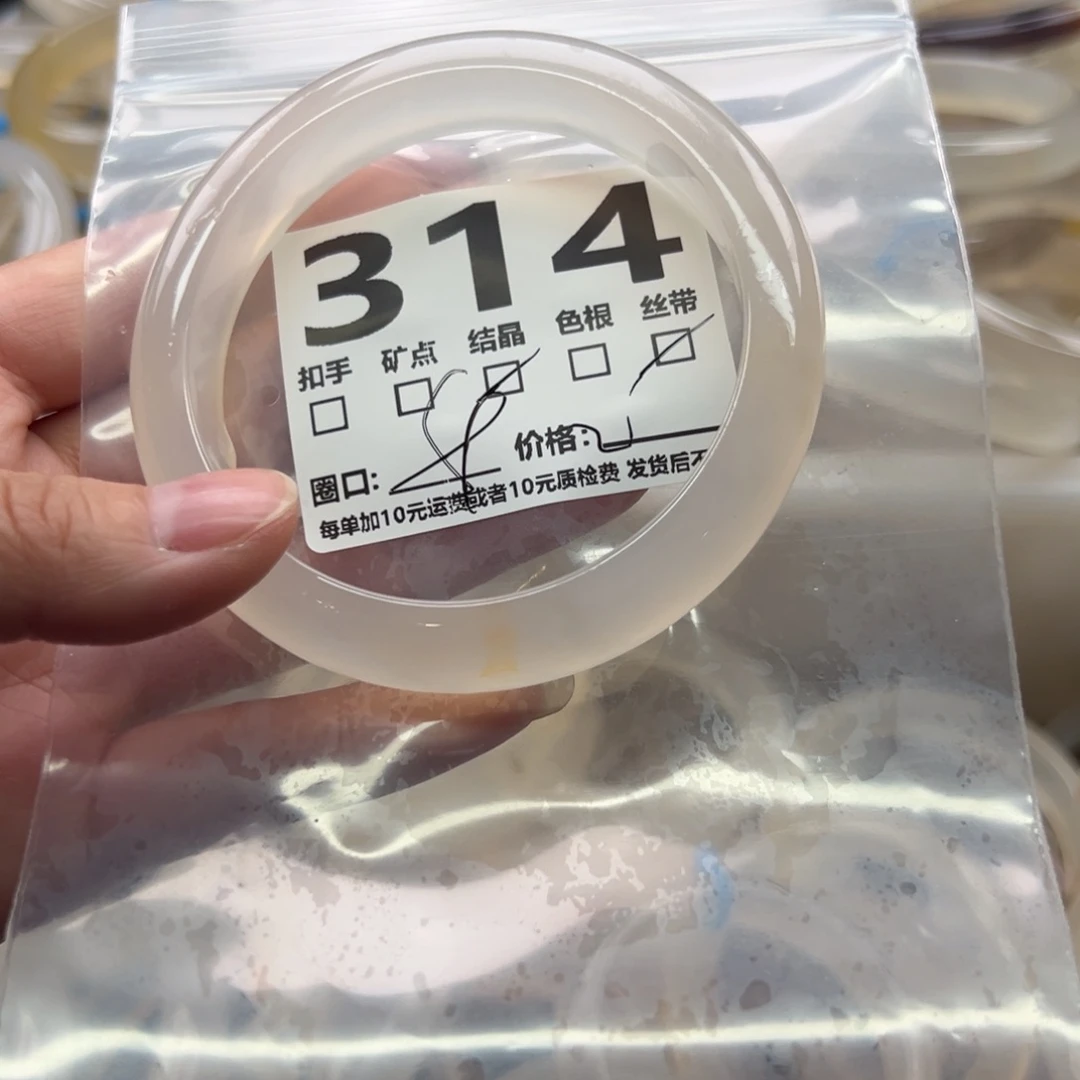 314
扣手 矿点 结晶 色根 丝带
圈口: 价格:
每单加10元运费或者10元质检费 发货后不